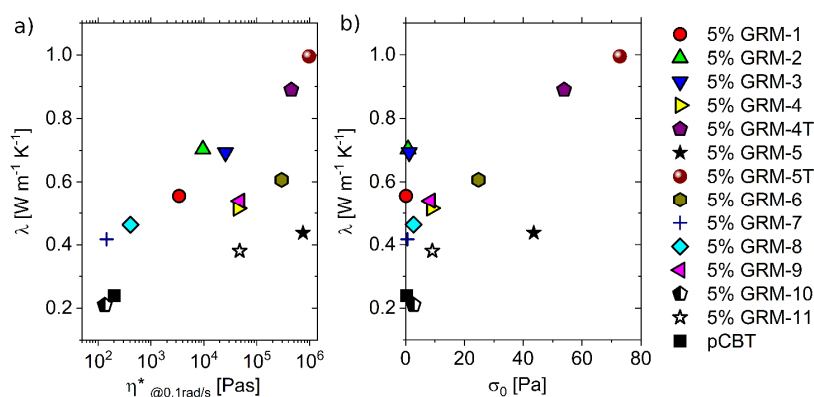 a)
b)
1.0
0.8
0.6
0.4
0.2
λ [W m⁻¹ K⁻¹]
10² 10³ 10⁴ 10⁵ 10⁶
η* @0.1rad/s [Pas]
1.0
0.8
0.6
0.4
0.2
λ [W m⁻¹ K⁻¹]
0 20 40 60 80
σ₀ [Pa]
5% GRM-1
5% GRM-2
5% GRM-3
5% GRM-4
5% GRM-4T
5% GRM-5
5% GRM-5T
5% GRM-6
5% GRM-7
5% GRM-8
5% GRM-9
5% GRM-10
5% GRM-11
pCBT